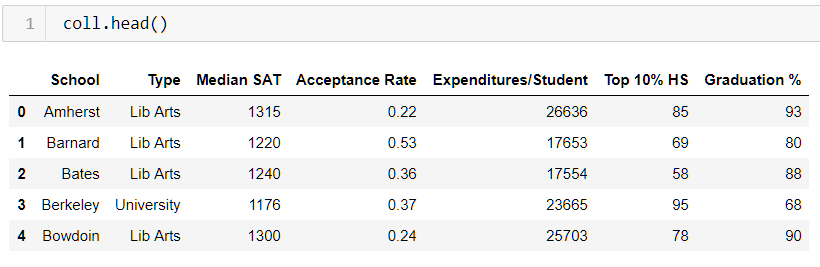 1 coll.head()
School Type Median SAT Acceptance Rate Expenditures/Student Top 10% HS Graduation %
0 Amherst Lib Arts 1315 0.22 26636 85 93
1 Barnard Lib Arts 1220 0.53 17653 69 80
2 Bates Lib Arts 1240 0.36 17554 58 88
3 Berkeley University 1176 0.37 23665 95 68
4 Bowdoin Lib Arts 1300 0.24 25703 78 90